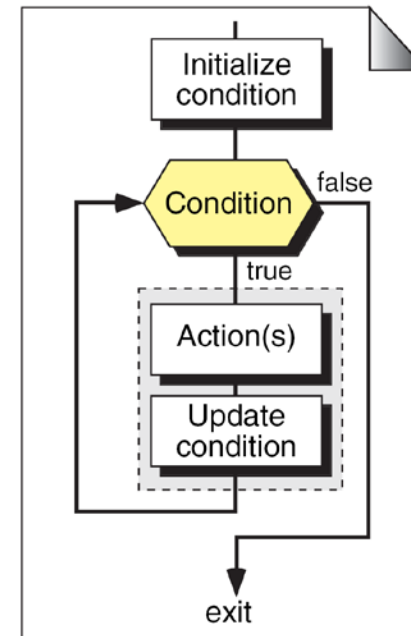 Initialize
condition
Condition
false
true
Action(s)
Update
condition
exit